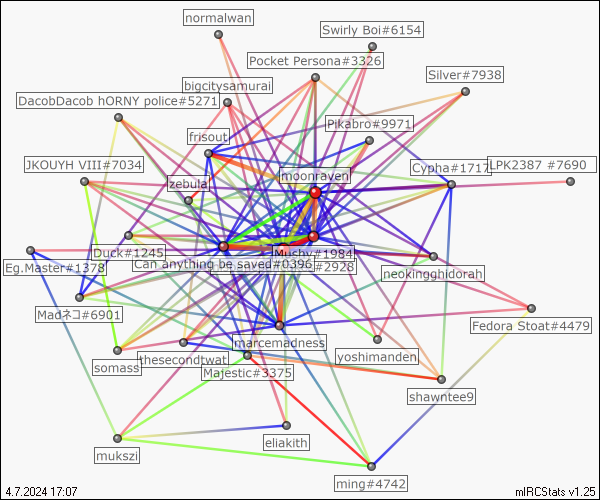 normalwan
Swirly Boi#6154
Pocket Persona#3326
Silver#7938
bigcitysamurai
DacobDacob hORNY police#5271
Pikabro#9971
frisout
JKOUYH VIII#7034
moonraven
Cypha#1717
LPK2387 #7690
zebula
Duck#1245
Mushy#1984
Can anything be saved#0396
#2928
Eg.Master#1378
neokingghidorah
Madネコ#6901
Fedora Stoat#4479
marcemadness
somass
thesecondtwat
yoshimanden
Majestic#3375
shawntee9
eliakith
mukszi
ming#4742
4.7.2024 17:07
mIRCStats v1.25